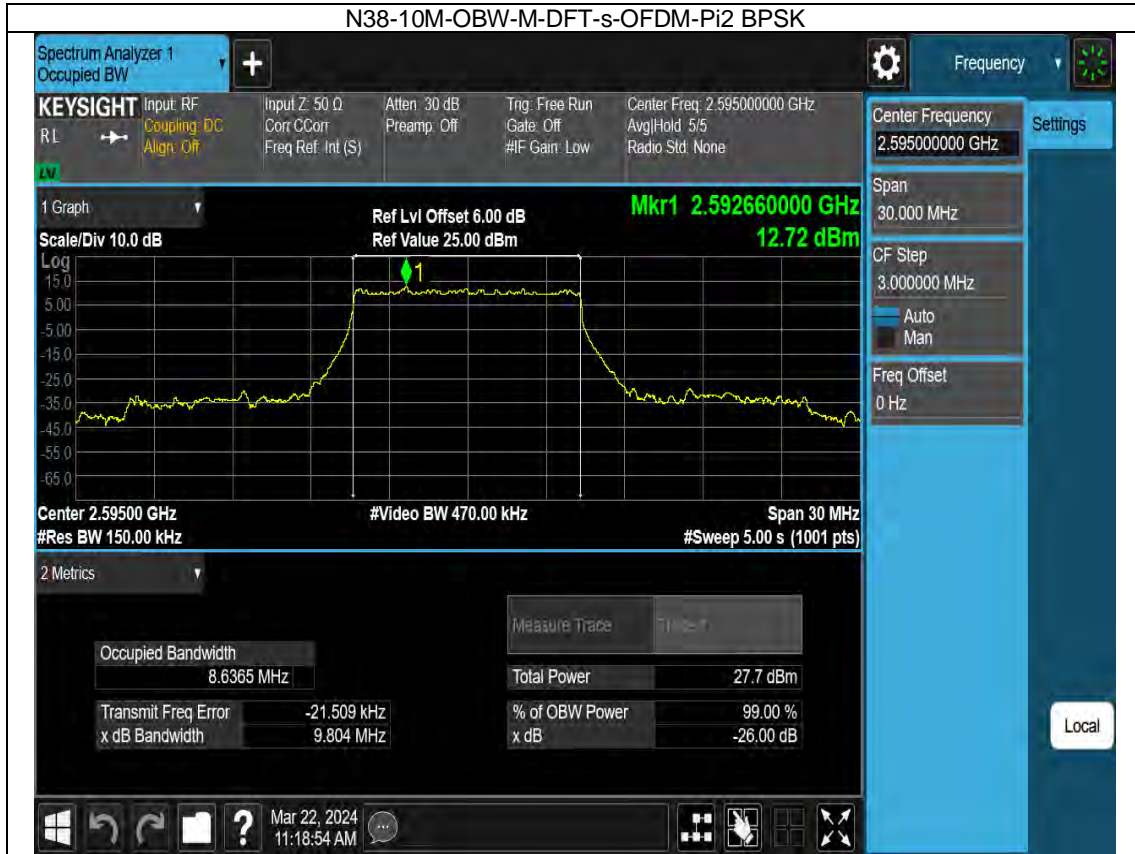 N38-10M-OBW-M-DFT-s-OFDM-Pi2 BPSK
Spectrum Analyzer 1
Occupied BW
+
Frequency
KEYSIGHT
RL
Input: RF
Coupling: DC
Align: Off
Input Z: 50 Ω
Corr CCorr
Freq Ref: Int (S)
Atten: 30 dB
Preamp: Off
Trig: Free Run
Gate: Off
#IF Gain: Low
Center Freq: 2.595000000 GHz
Avg|Hold: 5/5
Radio Std: None
Center Frequency
2.595000000 GHz
Settings
Span
30.000 MHz
CF Step
3.000000 MHz
Auto
Man
Freq Offset
0 Hz
1 Graph
Scale/Div 10.0 dB
Ref Lvl Offset 6.00 dB
Ref Value 25.00 dBm
Mkr1 2.592660000 GHz
12.72 dBm
Log
15.0
5.00
-5.00
-15.0
-25.0
-35.0
-45.0
-55.0
-65.0
1
Center 2.59500 GHz
#Res BW 150.00 kHz
#Video BW 470.00 kHz
Span 30 MHz
#Sweep 5.00 s (1001 pts)
2 Metrics
Measure Trace
Occupied Bandwidth
8.6365 MHz
Total Power 27.7 dBm
Transmit Freq Error -21.509 kHz
x dB Bandwidth 9.804 MHz
% of OBW Power 99.00 %
x dB -26.00 dB
Local
?
Mar 22, 2024
11:18:54 AM